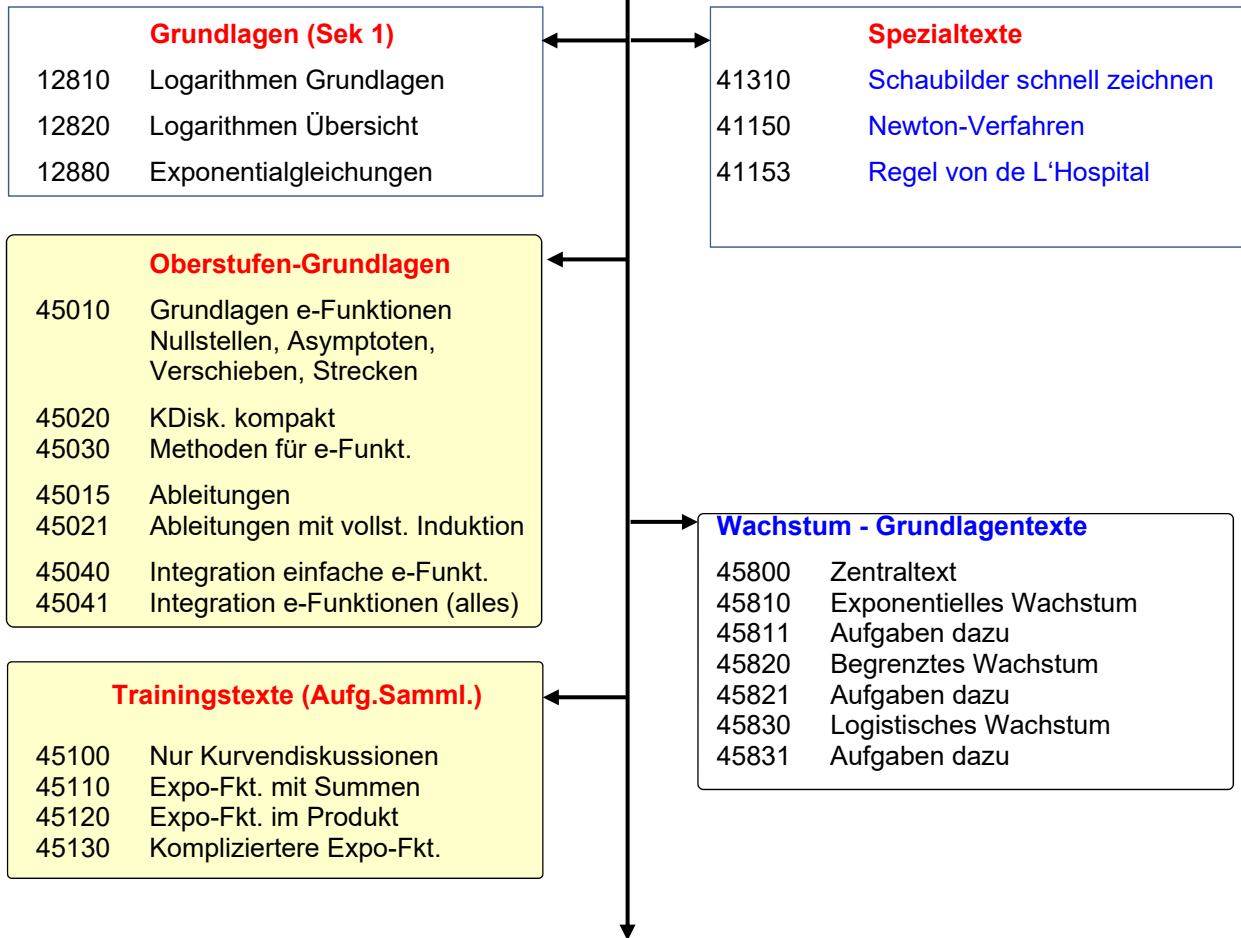 Grundlagen (Sek 1)
12810 Logarithmen Grundlagen
12820 Logarithmen Übersicht
12880 Exponentialgleichungen
Spezialtexte
41310 Schaubilder schnell zeichnen
41150 Newton-Verfahren
41153 Regel von de L‘Hospital
Oberstufen-Grundlagen
45010 Grundlagen e-Funktionen
Nullstellen, Asymptoten,
Verschieben, Strecken
45020 KDisk. kompakt
45030 Methoden für e-Funkt.
45015 Ableitungen
45021 Ableitungen mit vollst. Induktion
45040 Integration einfache e-Funkt.
45041 Integration e-Funktionen (alles)
Wachstum - Grundlagentexte
45800 Zentraltext
45810 Exponentielles Wachstum
45811 Aufgaben dazu
45820 Begrenztes Wachstum
45821 Aufgaben dazu
45830 Logistisches Wachstum
45831 Aufgaben dazu
Trainingstexte (Aufg.Samml.)
45100 Nur Kurvendiskussionen
45110 Expo-Fkt. mit Summen
45120 Expo-Fkt. im Produkt
45130 Kompliziertere Expo-Fkt.